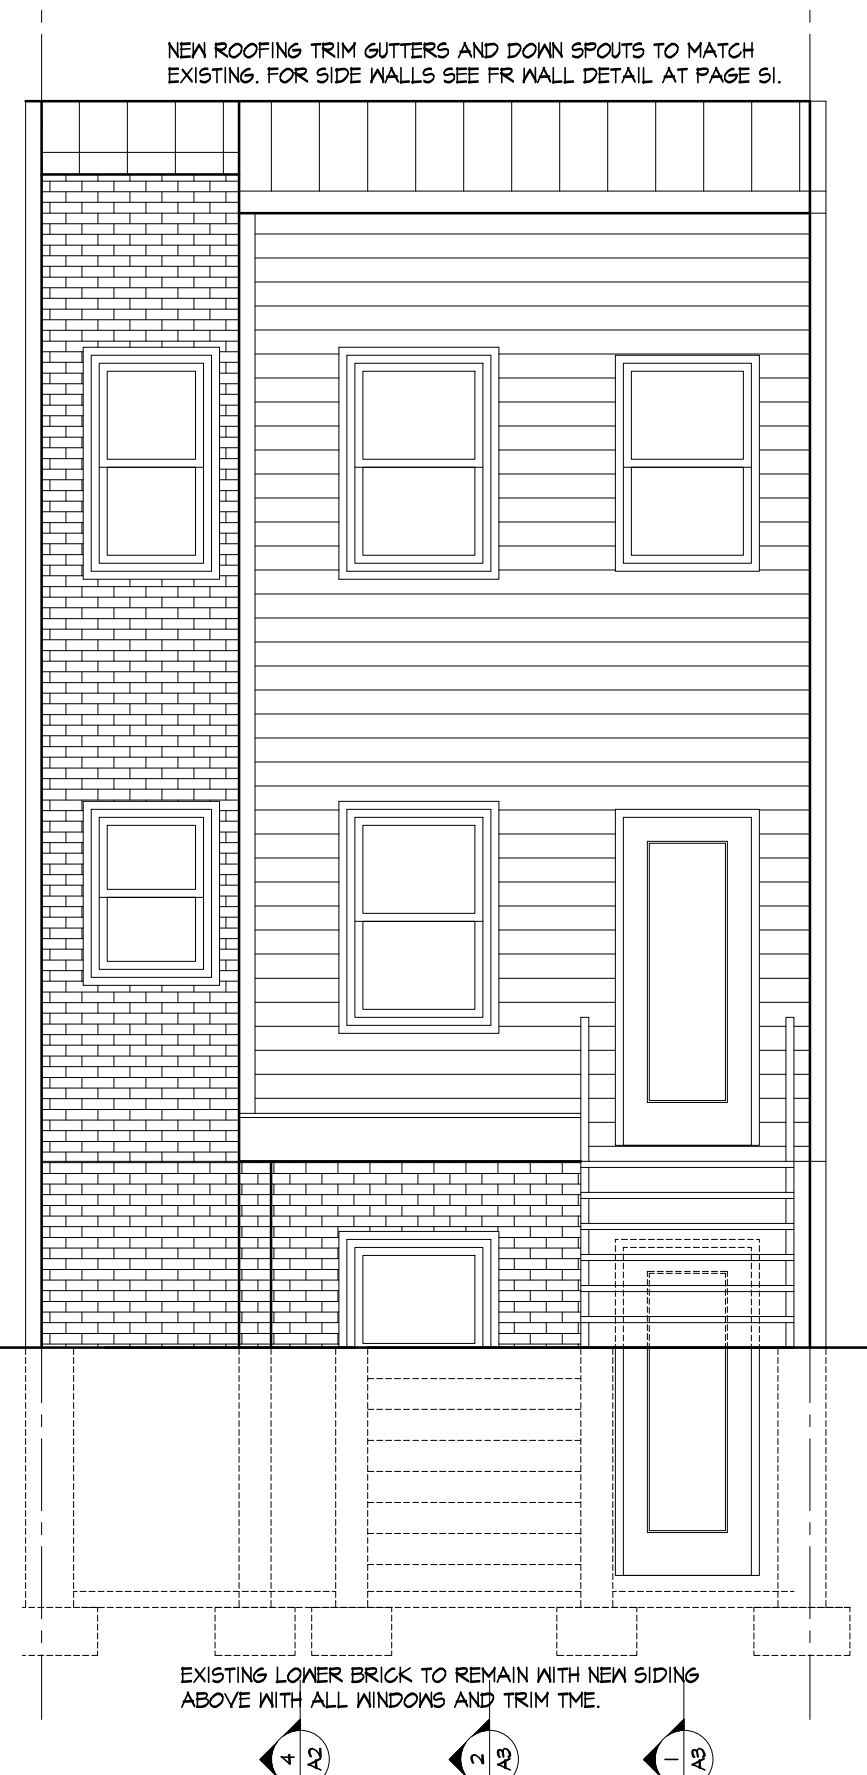 NEW ROOFING TRIM GUTTERS AND DOWN SPOUTS TO MATCH
EXISTING. FOR SIDE WALLS SEE FR WALL DETAIL AT PAGE S1.
EXISTING LOWER BRICK TO REMAIN WITH NEW SIDING
ABOVE WITH ALL WINDOWS AND TRIM TME.
4
A2
2
A3
1
A3